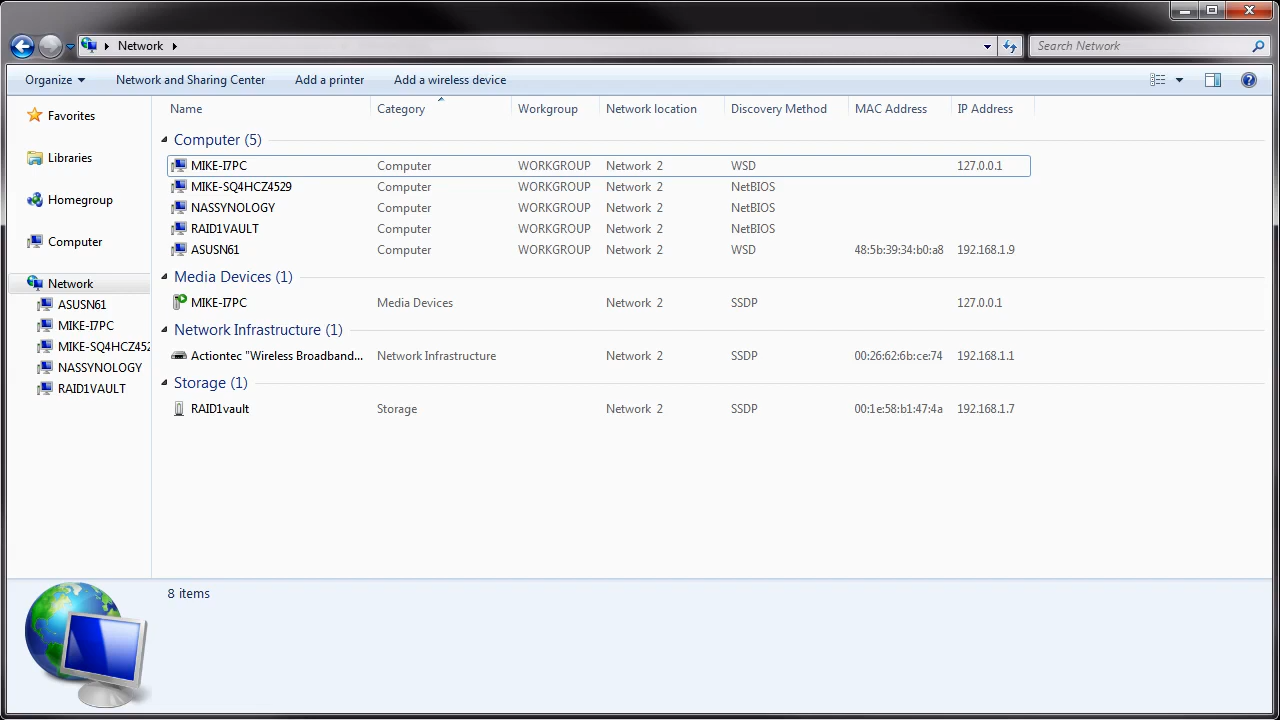 Network
Search Network
Organize Network and Sharing Center Add a printer Add a wireless device
Favorites
Libraries
Homegroup
Computer
Network
ASUSN61
MIKE-I7PC
MIKE-SQ4HCZ452
NASSYNOLOGY
RAID1VAULT
Name Category Workgroup Network location Discovery Method MAC Address IP Address
Computer (5)
MIKE-I7PC Computer WORKGROUP Network 2 WSD 127.0.0.1
MIKE-SQ4HCZ4529 Computer WORKGROUP Network 2 NetBIOS
NASSYNOLOGY Computer WORKGROUP Network 2 NetBIOS
RAID1VAULT Computer WORKGROUP Network 2 NetBIOS
ASUSN61 Computer WORKGROUP Network 2 WSD 48:5b:39:34:b0:a8 192.168.1.9
Media Devices (1)
MIKE-I7PC Media Devices Network 2 SSDP 127.0.0.1
Network Infrastructure (1)
Actiontec "Wireless Broadband... Network Infrastructure Network 2 SSDP 00:26:62:6b:ce:74 192.168.1.1
Storage (1)
RAID1vault Storage Network 2 SSDP 00:1e:58:b1:47:4a 192.168.1.7
8 items